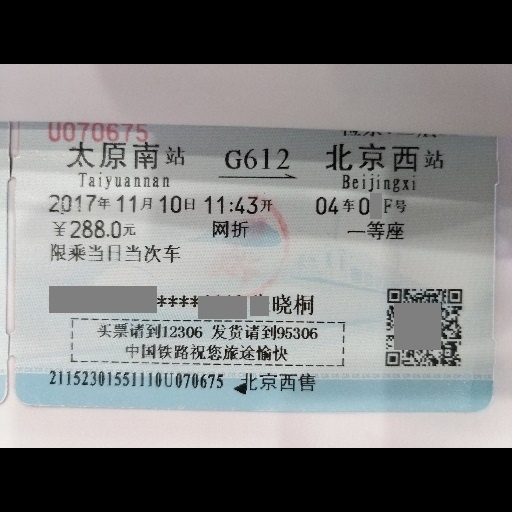 U070675
太原南站 G612 北京西站
Taiyuannan Beijingxi
2017年11月10日11:43开 04车0 F号
￥288.0元 网折 一等座
限乘当日当次车
**** 晓桐
买票请到12306 发货请到95306
中国铁路祝您旅途愉快
21152301551110U070675 北京西售